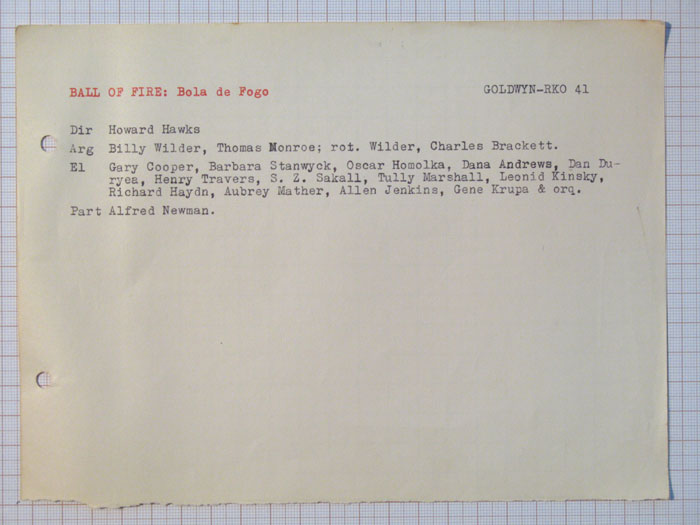 BALL OF FIRE: Bola de Fogo GOLDWYN-RKO 41
Dir Howard Hawks
Arg Billy Wilder, Thomas Monroe; rot. Wilder, Charles Brackett.
El Gary Cooper, Barbara Stanwyck, Oscar Homolka, Dana Andrews, Dan Du-
ryea, Henry Travers, S. Z. Sakall, Tully Marshall, Leonid Kinsky,
Richard Haydn, Aubrey Mather, Allen Jenkins, Gene Krupa & orq.
Part Alfred Newman.